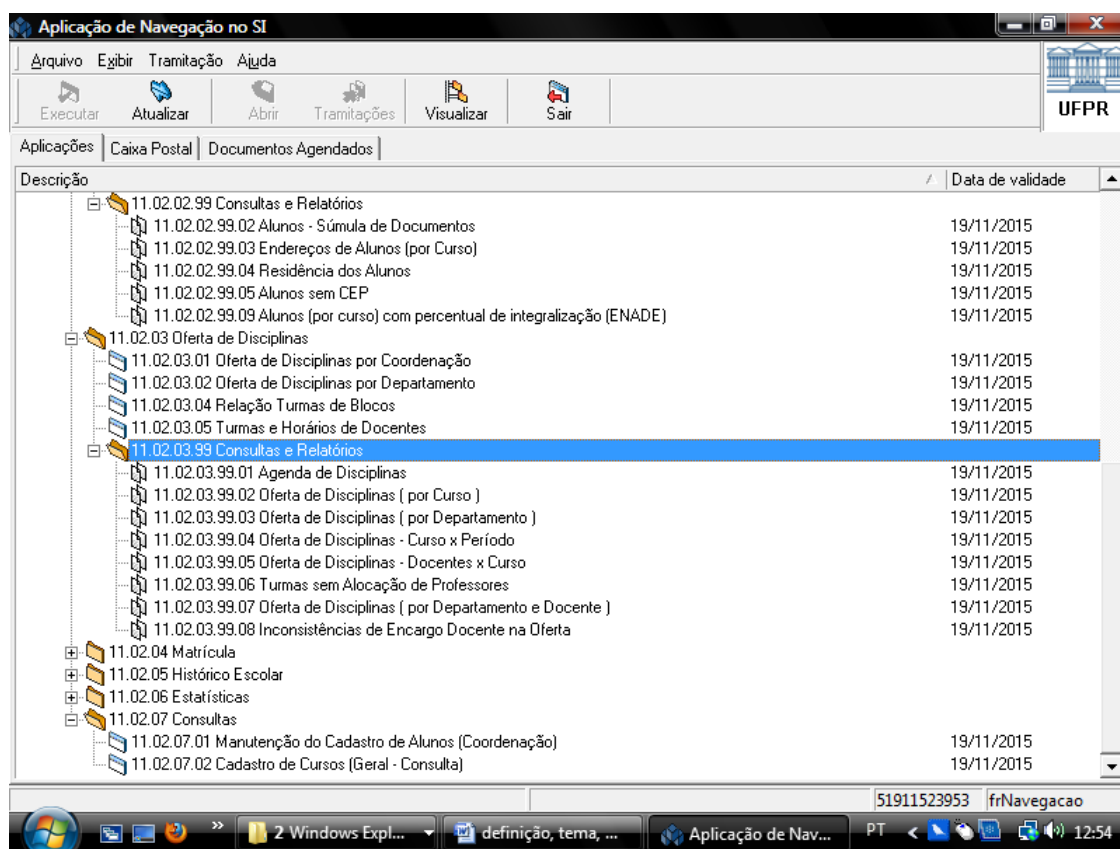 Aplicação de Navegação no SI
Arquivo Exibir Tramitação Ajuda
Executar Atualizar Abrir Tramitações Visualizar Sair
UFPR
Aplicações Caixa Postal Documentos Agendados
Descrição Data de validade
11.02.02.99 Consultas e Relatórios
11.02.02.99.02 Alunos - Súmula de Documentos 19/11/2015
11.02.02.99.03 Endereços de Alunos (por Curso) 19/11/2015
11.02.02.99.04 Residência dos Alunos 19/11/2015
11.02.02.99.05 Alunos sem CEP 19/11/2015
11.02.02.99.09 Alunos (por curso) com percentual de integralização (ENADE) 19/11/2015
11.02.03 Oferta de Disciplinas
11.02.03.01 Oferta de Disciplinas por Coordenação 19/11/2015
11.02.03.02 Oferta de Disciplinas por Departamento 19/11/2015
11.02.03.04 Relação Turmas de Blocos 19/11/2015
11.02.03.05 Turmas e Horários de Docentes 19/11/2015
11.02.03.99 Consultas e Relatórios
11.02.03.99.01 Agenda de Disciplinas 19/11/2015
11.02.03.99.02 Oferta de Disciplinas ( por Curso ) 19/11/2015
11.02.03.99.03 Oferta de Disciplinas ( por Departamento ) 19/11/2015
11.02.03.99.04 Oferta de Disciplinas - Curso x Período 19/11/2015
11.02.03.99.05 Oferta de Disciplinas - Docentes x Curso 19/11/2015
11.02.03.99.06 Turmas sem Alocação de Professores 19/11/2015
11.02.03.99.07 Oferta de Disciplinas ( por Departamento e Docente ) 19/11/2015
11.02.03.99.08 Inconsistências de Encargo Docente na Oferta 19/11/2015
11.02.04 Matrícula
11.02.05 Histórico Escolar
11.02.06 Estatísticas
11.02.07 Consultas
11.02.07.01 Manutenção do Cadastro de Alunos (Coordenação) 19/11/2015
11.02.07.02 Cadastro de Cursos (Geral - Consulta) 19/11/2015
51911523953 frNavegacao
2 Windows Expl... definição, tema, ... Aplicação de Nav... PT 12:54